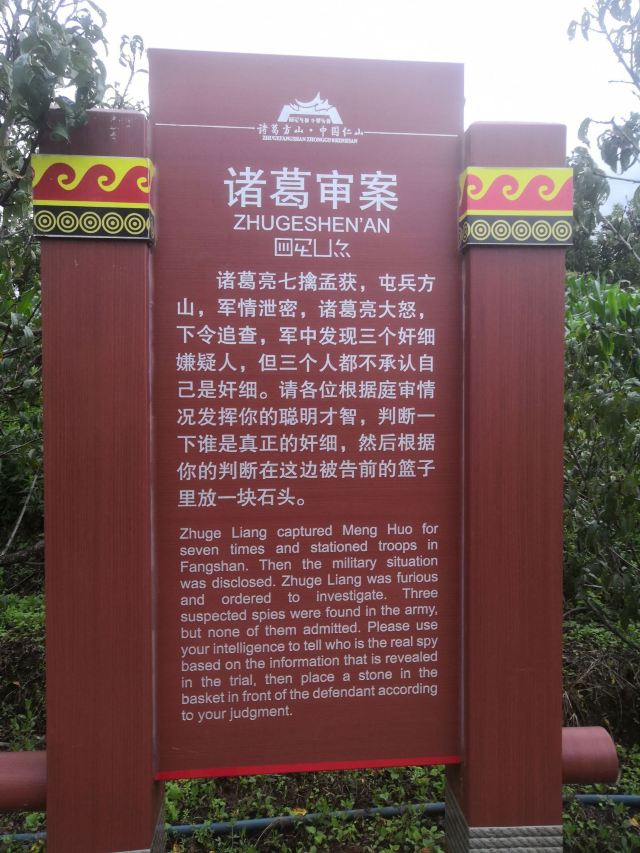 诸葛方山·中国仁山
ZHUGEFANGSHAN ZHONGGUORENSHAN
诸葛审案
ZHUGESHEN'AN
诸葛亮七擒孟获，屯兵方
山，军情泄密，诸葛亮大怒，
下令追查，军中发现三个奸细
嫌疑人，但三个人都不承认自
己是奸细。请各位根据庭审情
况发挥你的聪明才智，判断一
下谁是真正的奸细，然后根据
你的判断在这边被告前的篮子
里放一块石头。
Zhuge Liang captured Meng Huo for
seven times and stationed troops in
Fangshan. Then the military situation
was disclosed. Zhuge Liang was furious
and ordered to investigate. Three
suspected spies were found in the army,
but none of them admitted. Please use
your intelligence to tell who is the real spy
based on the information that is revealed
in the trial, then place a stone in the
basket in front of the defendant according
to your judgment.